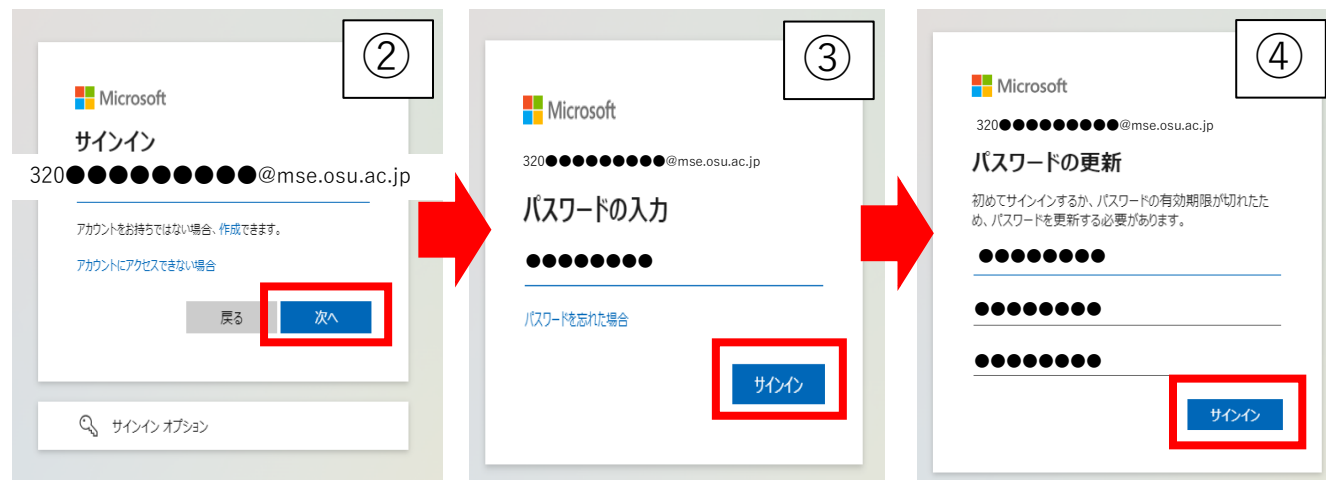 ②
Microsoft
サインイン
320●●●●●●●●●@mse.osu.ac.jp
アカウントをお持ちではない場合、作成できます。
アカウントにアクセスできない場合
戻る
次へ
サインイン オプション
③
Microsoft
320●●●●●●●●●@mse.osu.ac.jp
パスワードの入力
●●●●●●●●
パスワードを忘れた場合
サインイン
④
Microsoft
320●●●●●●●●●@mse.osu.ac.jp
パスワードの更新
初めてサインインするか、パスワードの有効期限が切れたた
め、パスワードを更新する必要があります。
●●●●●●●●
●●●●●●●●
●●●●●●●●
サインイン